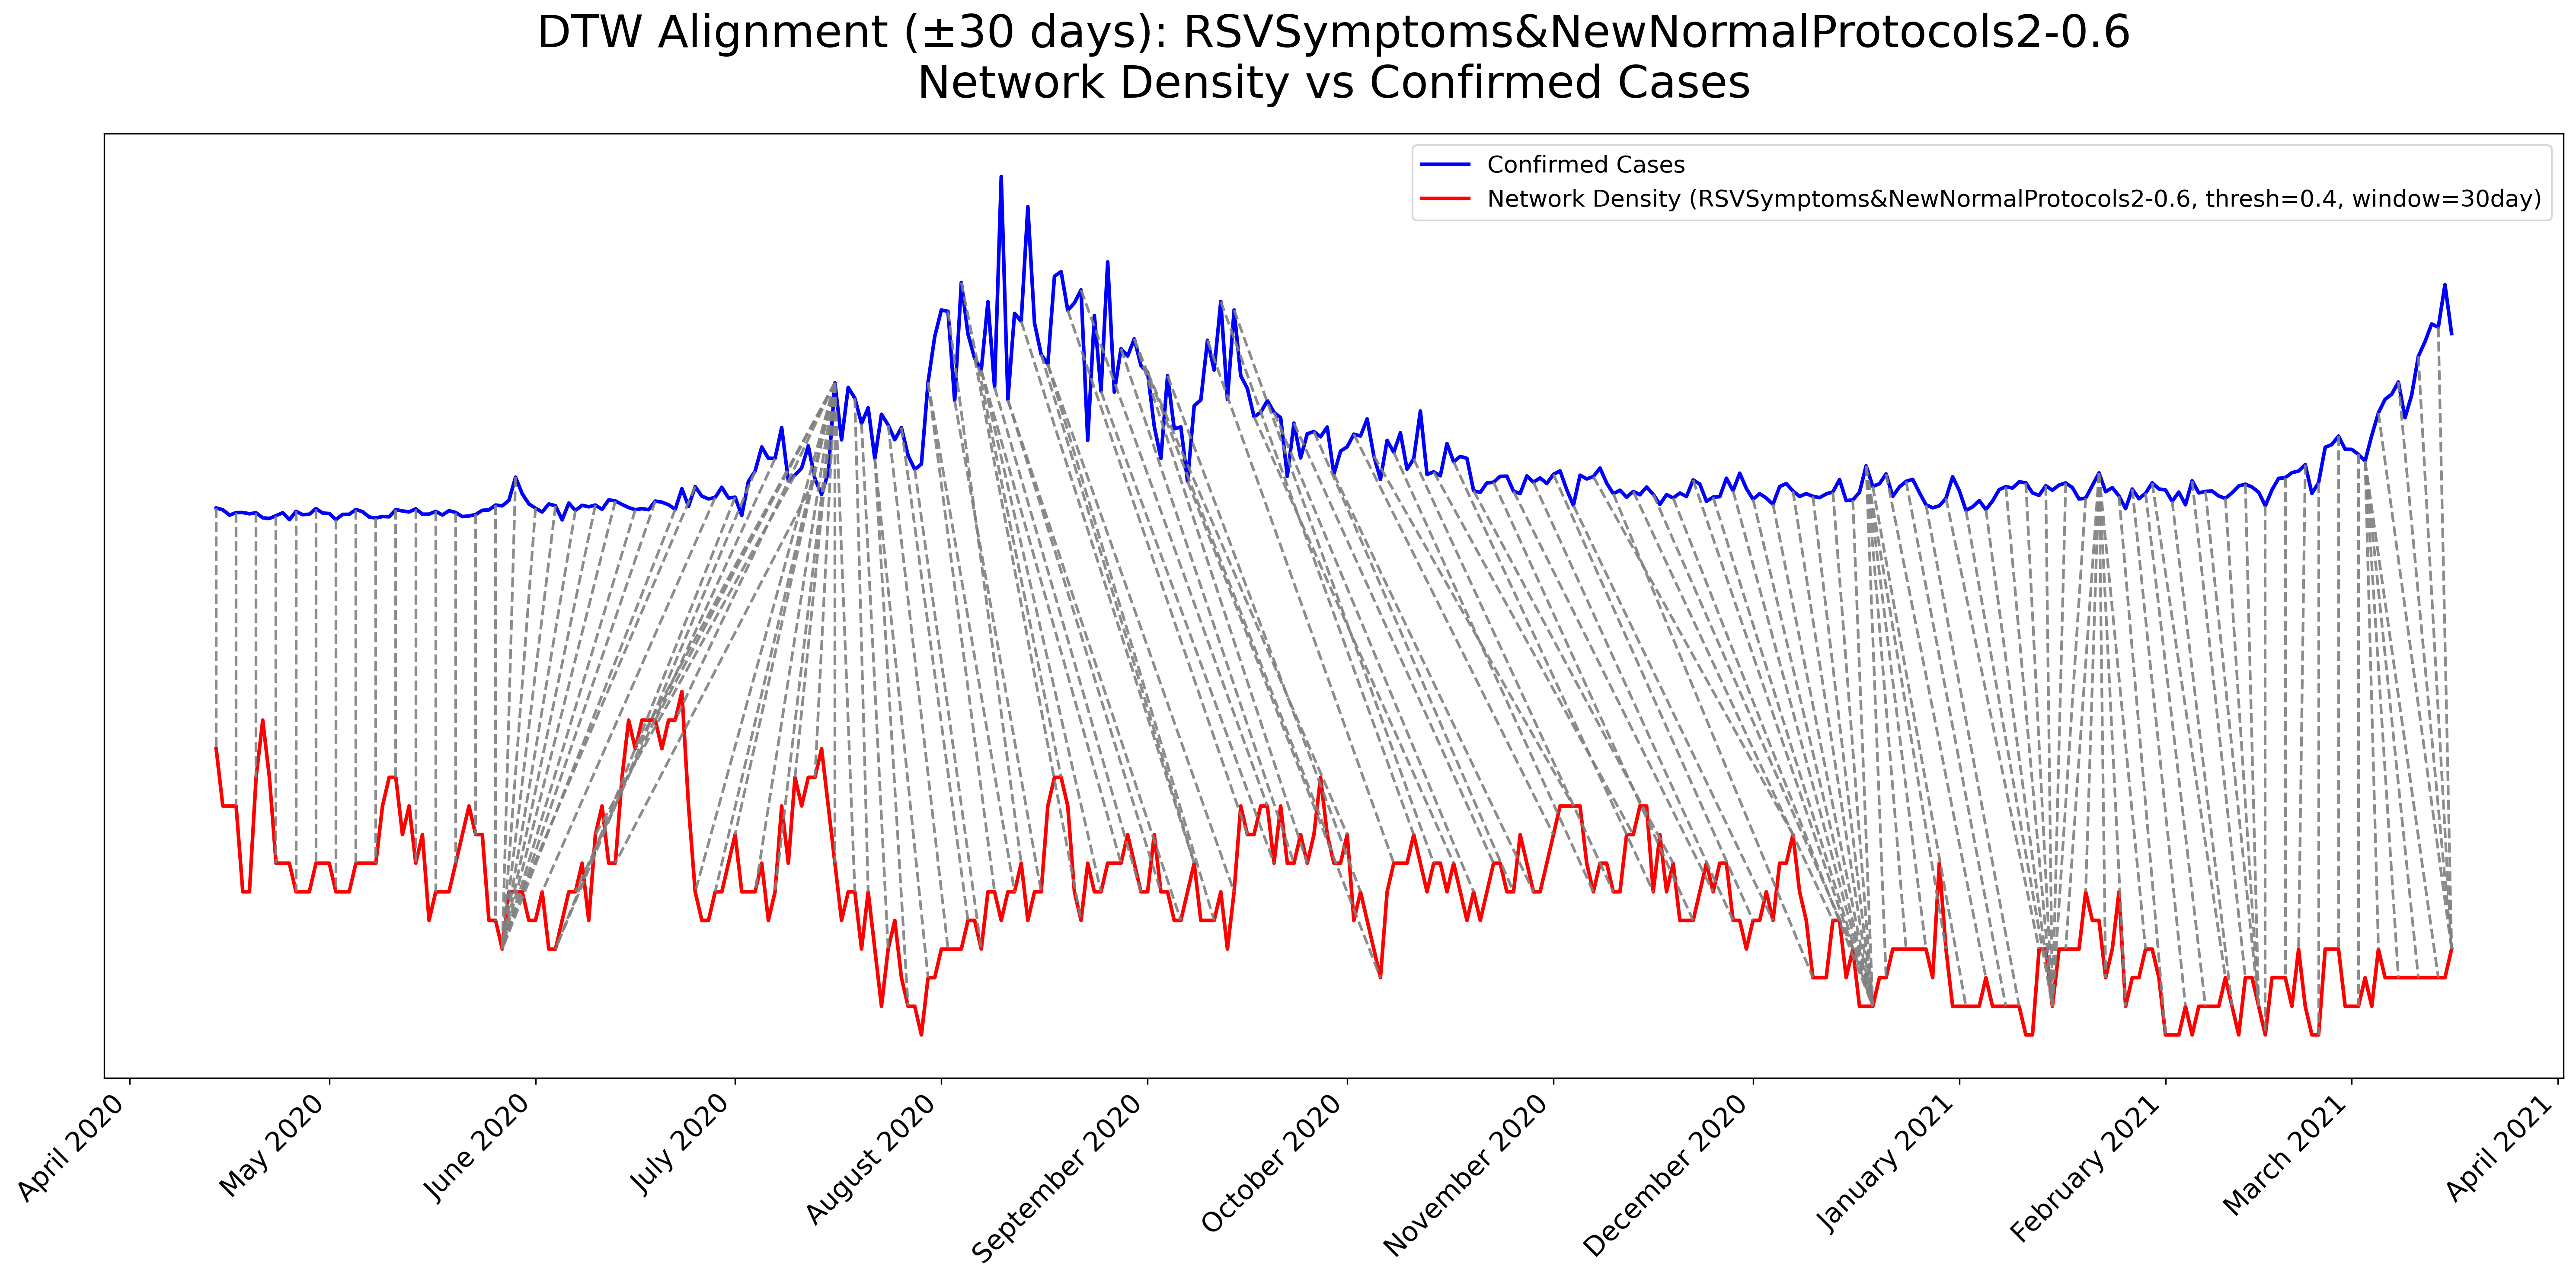 DTW Alignment (±30 days): RSVSymptoms&NewNormalProtocols2-0.6
Network Density vs Confirmed Cases
Confirmed Cases
Network Density (RSVSymptoms&NewNormalProtocols2-0.6, thresh=0.4, window=30day)
April 2020
May 2020
June 2020
July 2020
August 2020
September 2020
October 2020
November 2020
December 2020
January 2021
February 2021
March 2021
April 2021